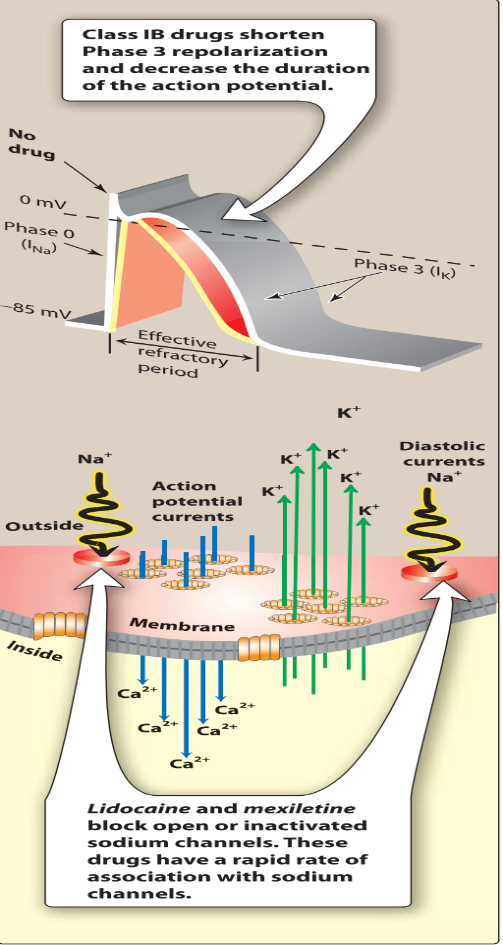 Class IB drugs shorten
Phase 3 repolarization
and decrease the duration
of the action potential.
No
drug
0 mV
Phase 0
(INa)
Phase 3 (IK)
–85 mV
Effective
refractory
period
K+
Na+
Action
potential
currents
K+
K+
K+
K+
K+
Diastolic
currents
Na+
Outside
Membrane
Inside
Ca2+
Ca2+
Ca2+
Ca2+
Ca2+
Lidocaine and mexiletine
block open or inactivated
sodium channels. These
drugs have a rapid rate of
association with sodium
channels.